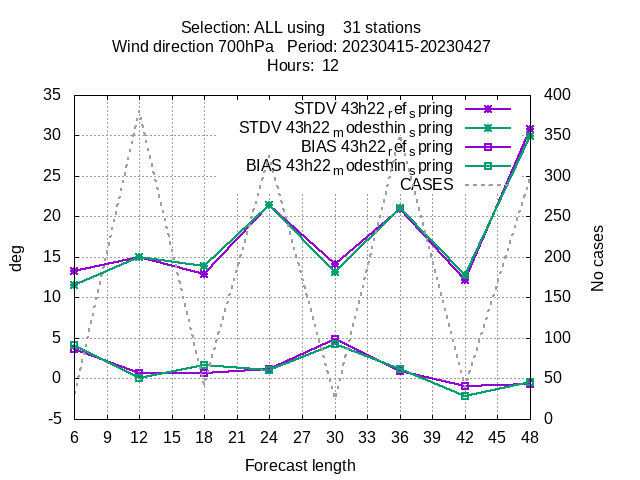 Selection: ALL using    31 stations
Wind direction 700hPa   Period: 20230415-20230427
Hours:  12
35 400
STDV 43h22_ref_spring
30 STDV 43h22_modesthin_spring 350
BIAS 43h22_ref_spring
BIAS 43h22_modesthin_spring
25 CASES 300
20 250
deg 15 200 No cases
10 150
5 100
0 50
-5 0
6 9 12 15 18 21 24 27 30 33 36 39 42 45 48
Forecast length